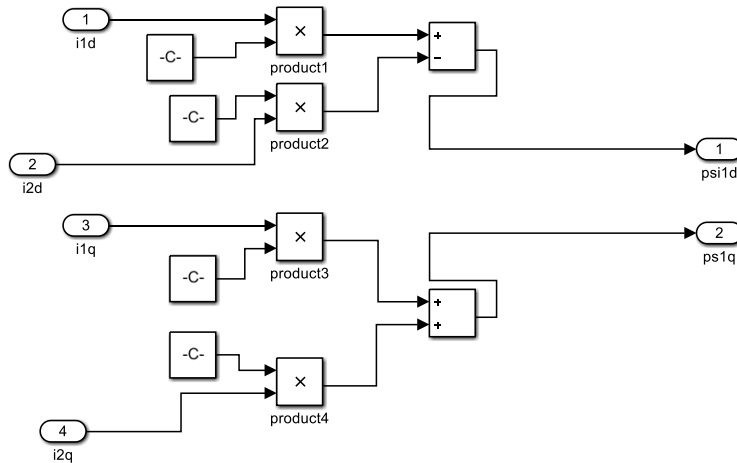 1
i1d
-C-
×
product1
+
−
-C-
×
product2
2
i2d
1
psi1d
3
i1q
-C-
×
product3
2
ps1q
+
+
-C-
×
product4
4
i2q